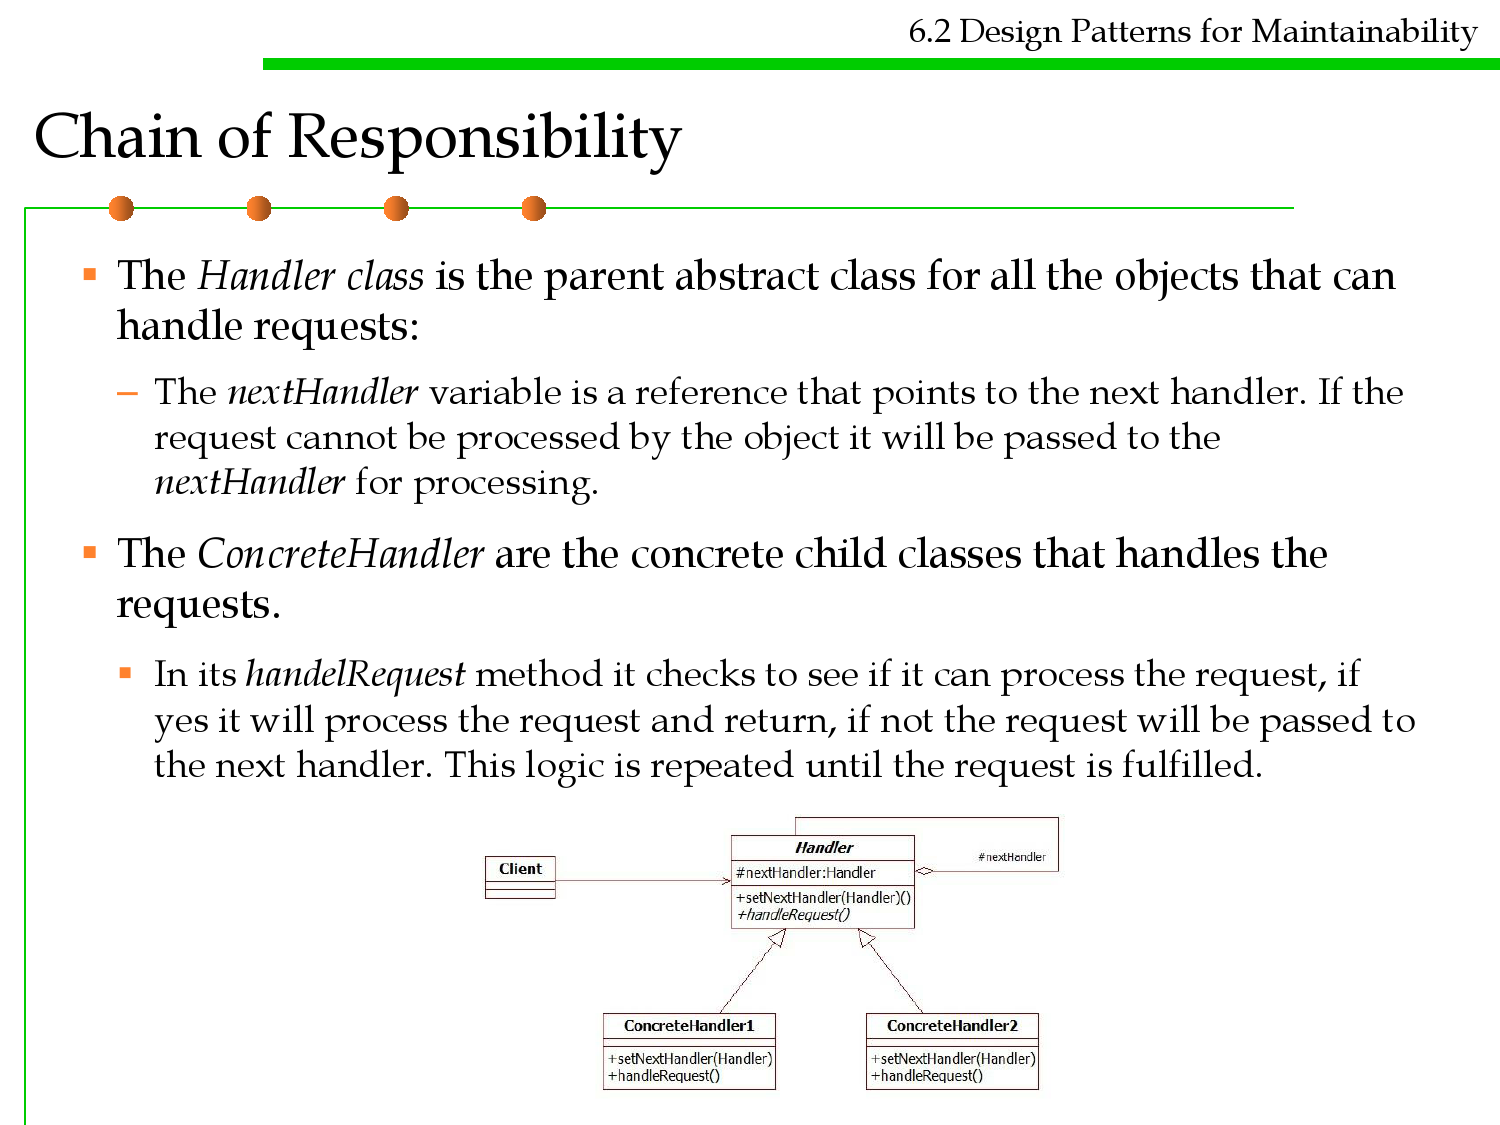 6.2 Design Patterns for Maintainability
Chain of Responsibility
The Handler class is the parent abstract class for all the objects that can
handle requests:
– The nextHandler variable is a reference that points to the next handler. If the
request cannot be processed by the object it will be passed to the
nextHandler for processing.
The ConcreteHandler are the concrete child classes that handles the
requests.
In its handelRequest method it checks to see if it can process the request, if
yes it will process the request and return, if not the request will be passed to
the next handler. This logic is repeated until the request is fulfilled.
Client
Handler
#nextHandler:Handler
+setNextHandler(Handler)()
+handleRequest()
#nextHandler
ConcreteHandler1
+setNextHandler(Handler)
+handleRequest()
ConcreteHandler2
+setNextHandler(Handler)
+handleRequest()